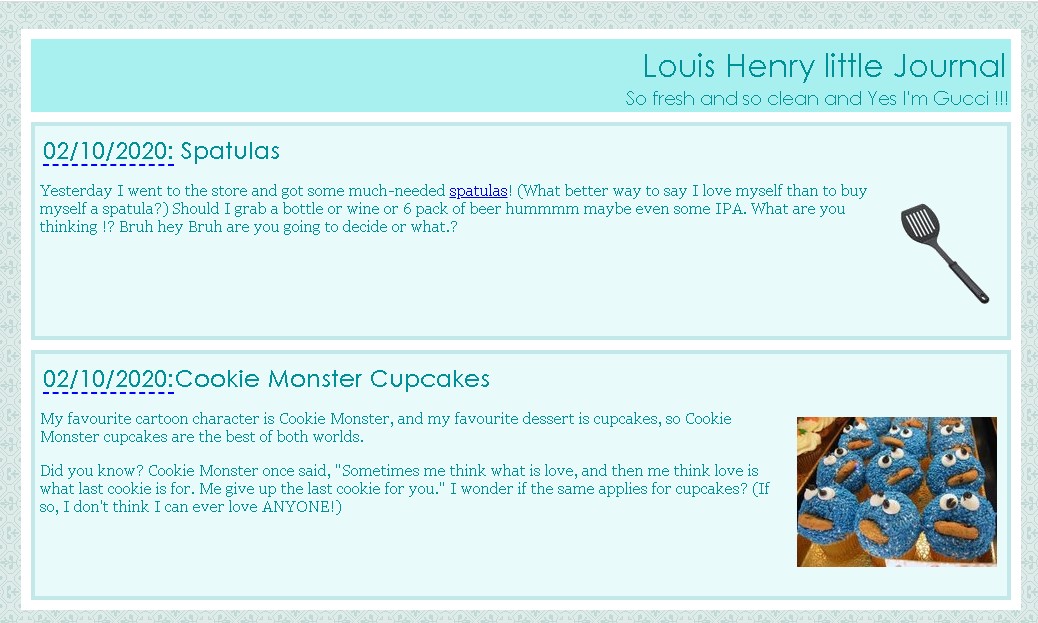 Louis Henry little Journal
So fresh and so clean and Yes I'm Gucci !!!
02/10/2020: Spatulas
Yesterday I went to the store and got some much-needed spatulas! (What better way to say I love myself than to buy
myself a spatula?) Should I grab a bottle or wine or 6 pack of beer hummmm maybe even some IPA. What are you
thinking !? Bruh hey Bruh are you going to decide or what.?
02/10/2020:Cookie Monster Cupcakes
My favourite cartoon character is Cookie Monster, and my favourite dessert is cupcakes, so Cookie
Monster cupcakes are the best of both worlds.
Did you know? Cookie Monster once said, "Sometimes me think what is love, and then me think love is
what last cookie is for. Me give up the last cookie for you." I wonder if the same applies for cupcakes? (If
so, I don't think I can ever love ANYONE!)